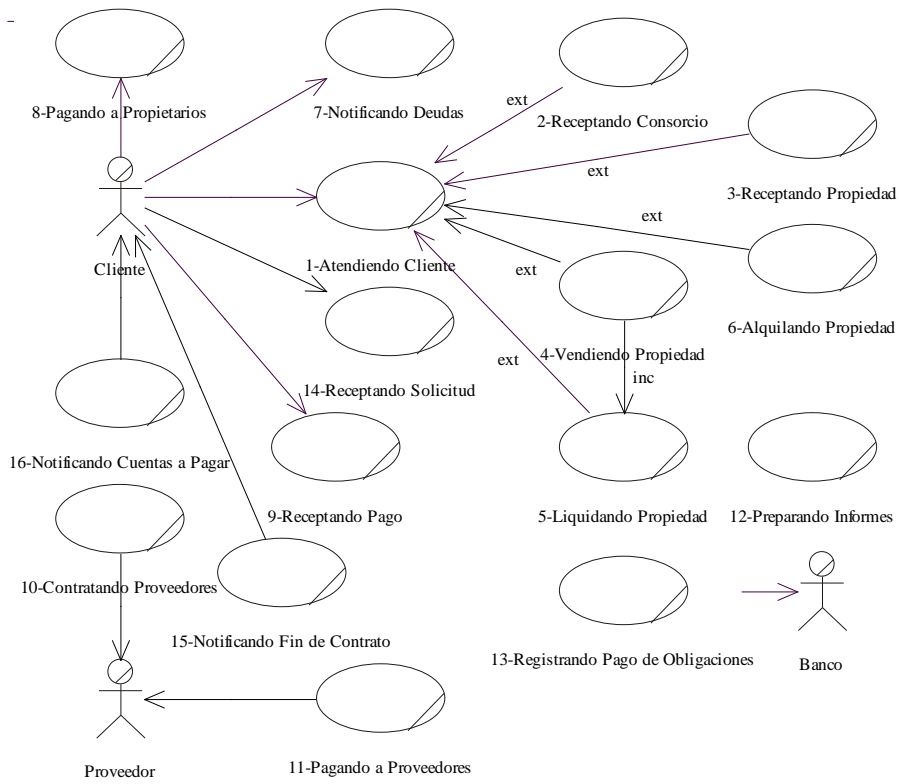 8-Pagando a Propietarios
7-Notificando Deudas
ext
2-Receptando Consorcio
ext
3-Receptando Propiedad
ext
Cliente
1-Atendiendo Cliente
ext
6-Alquilando Propiedad
ext
4-Vendiendo Propiedad
inc
14-Receptando Solicitud
16-Notificando Cuentas a Pagar
9-Receptando Pago
5-Liquidando Propiedad
12-Preparando Informes
10-Contratando Proveedores
15-Notificando Fin de Contrato
13-Registrando Pago de Obligaciones
Banco
Proveedor
11-Pagando a Proveedores